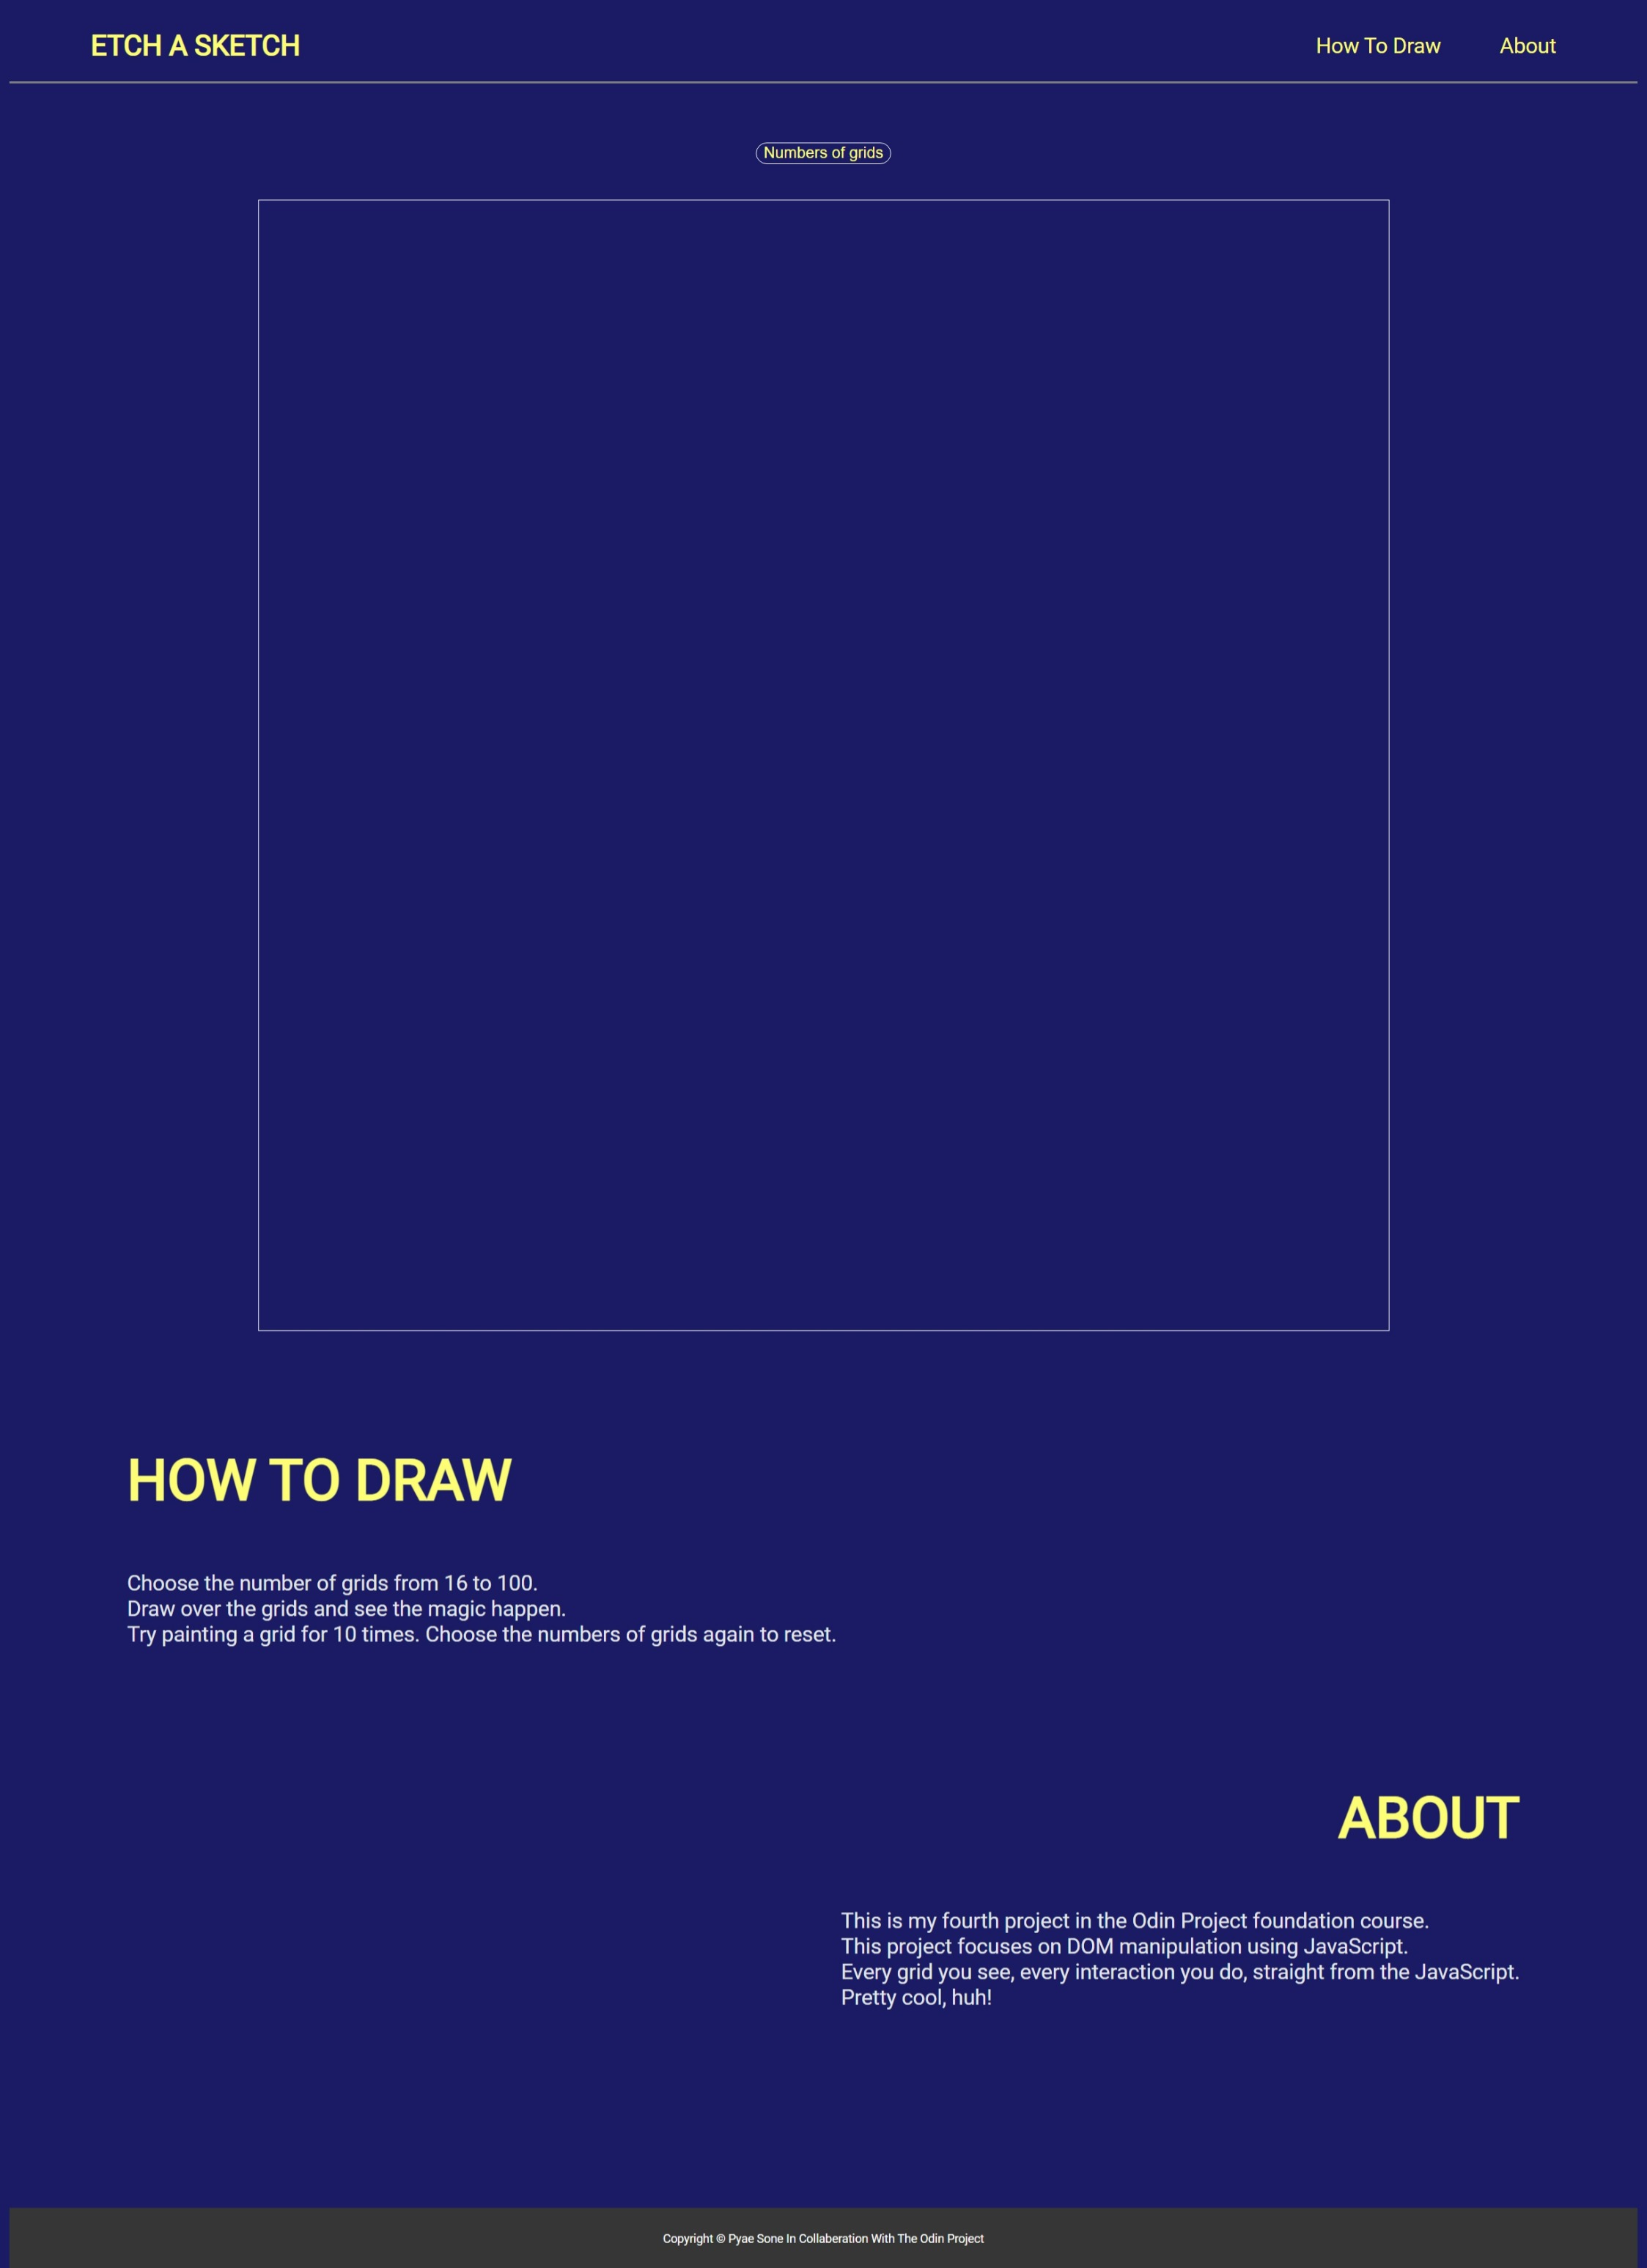 ETCH A SKETCH
How To Draw
About
Numbers of grids
HOW TO DRAW
Choose the number of grids from 16 to 100.
Draw over the grids and see the magic happen.
Try painting a grid for 10 times. Choose the numbers of grids again to reset.
ABOUT
This is my fourth project in the Odin Project foundation course.
This project focuses on DOM manipulation using JavaScript.
Every grid you see, every interaction you do, straight from the JavaScript.
Pretty cool, huh!
Copyright © Pyae Sone In Collaberation With The Odin Project